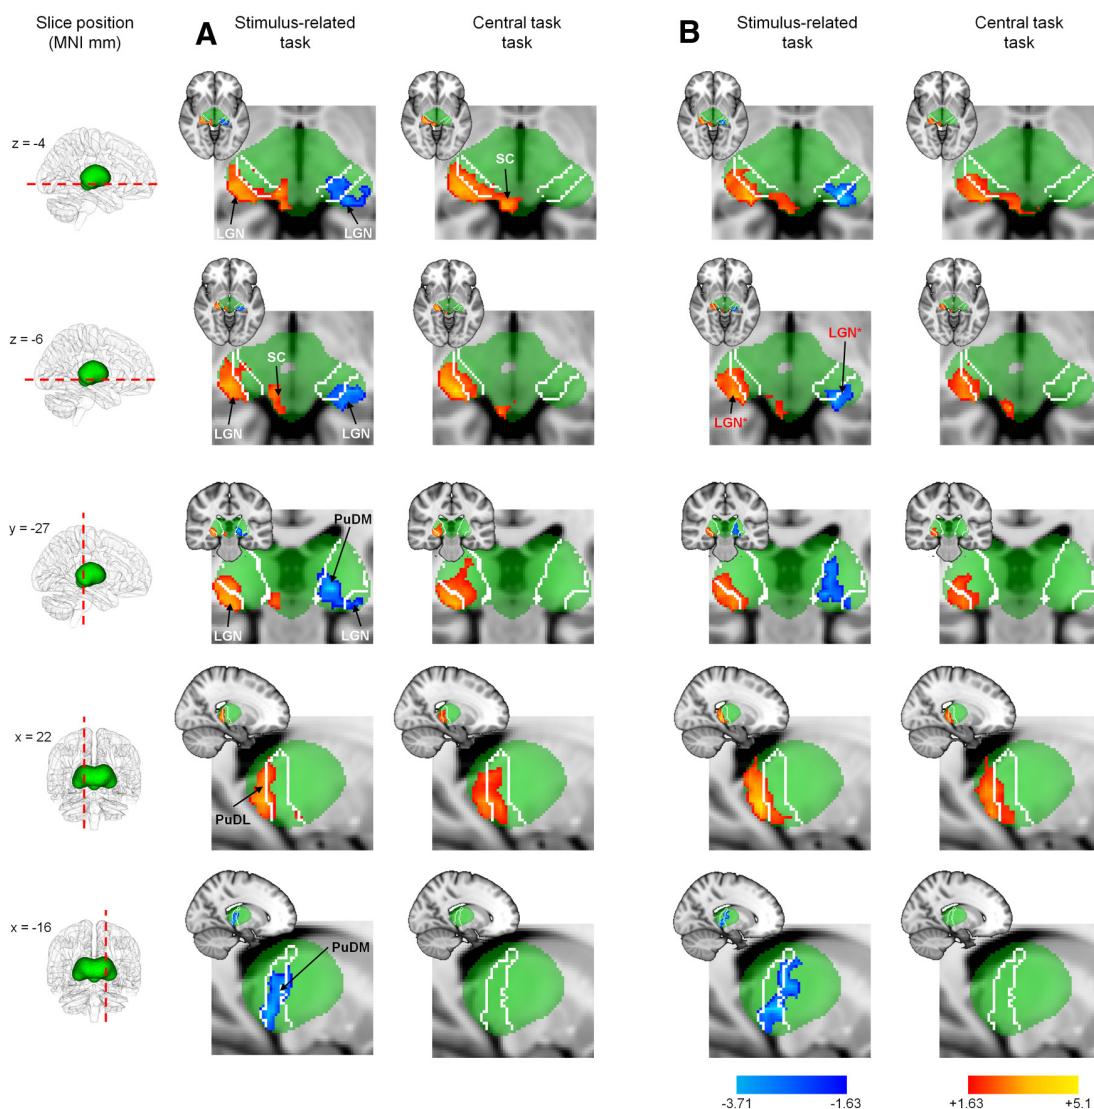 Slice position
(MNI mm)
A
Stimulus-related
task
Central task
task
B
Stimulus-related
task
Central task
task
z = -4
SC
LGN
LGN
z = -6
SC
LGN
LGN
LGN*
LGN*
y = -27
PuDM
LGN
LGN
x = 22
PuDL
x = -16
PuDM
-3.71
-1.63
+1.63
+5.1